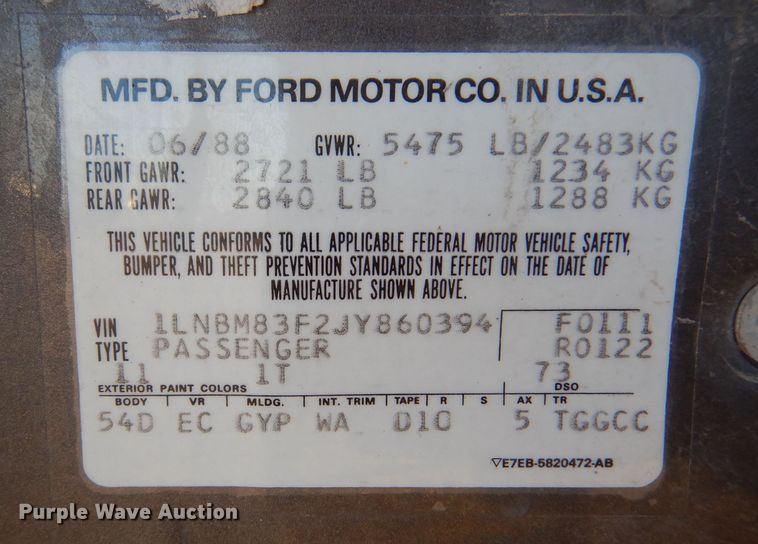 MFD. BY FORD MOTOR CO. IN U.S.A.
DATE: 06/88 GVWR: 5475 LB/2483KG
FRONT GAWR: 2721 LB 1234 KG
REAR GAWR: 2840 LB 1288 KG
THIS VEHICLE CONFORMS TO ALL APPLICABLE FEDERAL MOTOR VEHICLE SAFETY,
BUMPER, AND THEFT PREVENTION STANDARDS IN EFFECT ON THE DATE OF
MANUFACTURE SHOWN ABOVE.
VIN 1LNBM83F2JY860394 F0111
TYPE PASSENGER R0122
11 1T 73
EXTERIOR PAINT COLORS DSO
BODY VR MLDG. INT. TRIM TAPE R S AX TR
54D EC GYP WA D10 5 TGGCC
▽E7EB-5820472-AB
Purple Wave Auction